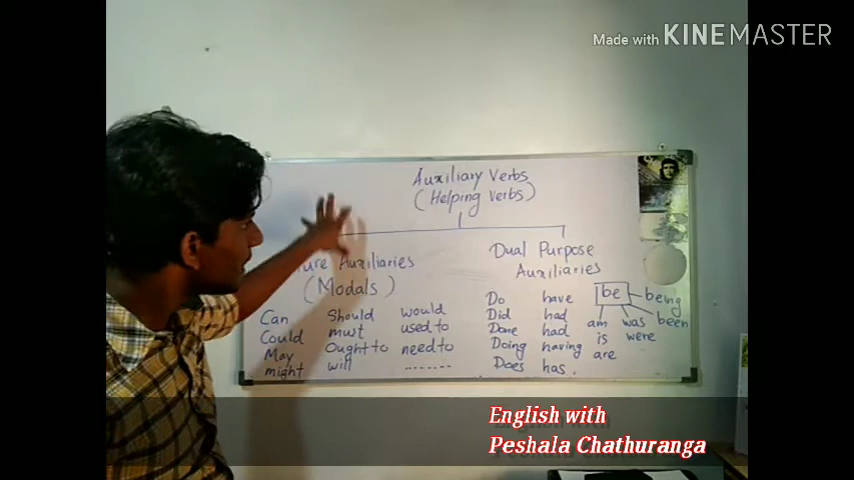 Made with KINEMASTER
Auxiliary Verbs
(Helping verbs)
Auxiliaries
(Modals)
Can Should would
Could must used to
May Ought to need to
might will ........
Dual Purpose
Auxiliaries
Do have
Did had
Done had
Doing having
Does has.
be being
been
am was
is were
are
English with
Peshala Chathuranga